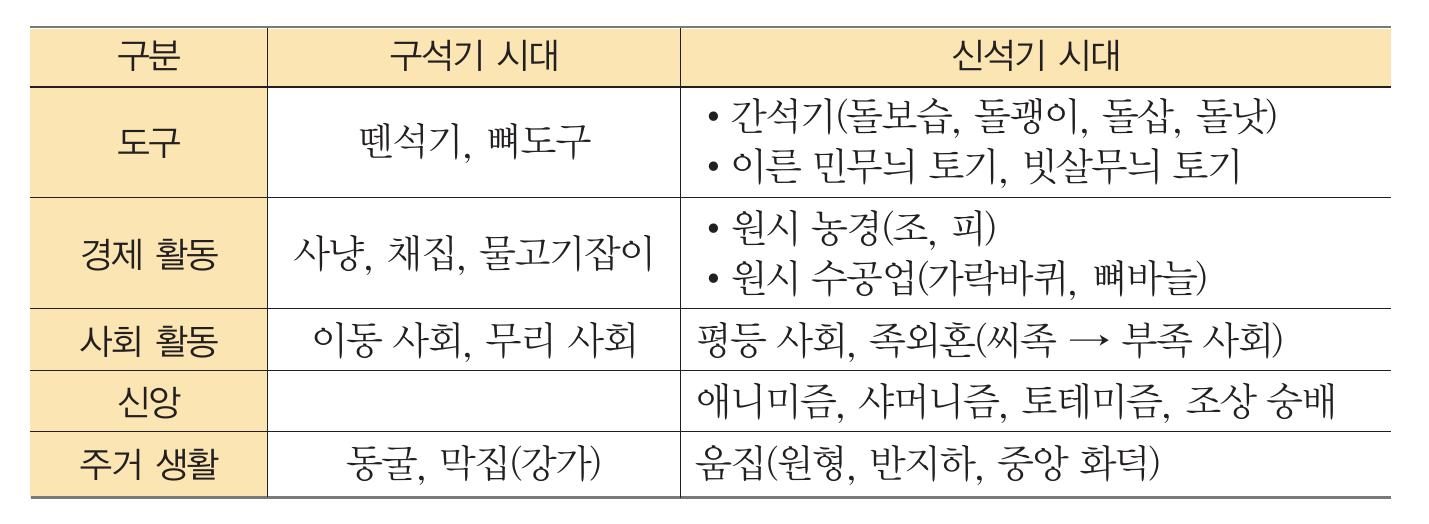 구분 구석기 시대 신석기 시대
도구 뗀석기, 뼈도구 • 간석기(돌보습, 돌괭이, 돌삽, 돌낫)
• 이른 민무늬 토기, 빗살무늬 토기
경제 활동 사냥, 채집, 물고기잡이 • 원시 농경(조, 피)
• 원시 수공업(가락바퀴, 뼈바늘)
사회 활동 이동 사회, 무리 사회 평등 사회, 족외혼(씨족 → 부족 사회)
신앙 애니미즘, 샤머니즘, 토테미즘, 조상 숭배
주거 생활 동굴, 막집(강가) 움집(원형, 반지하, 중앙 화덕)